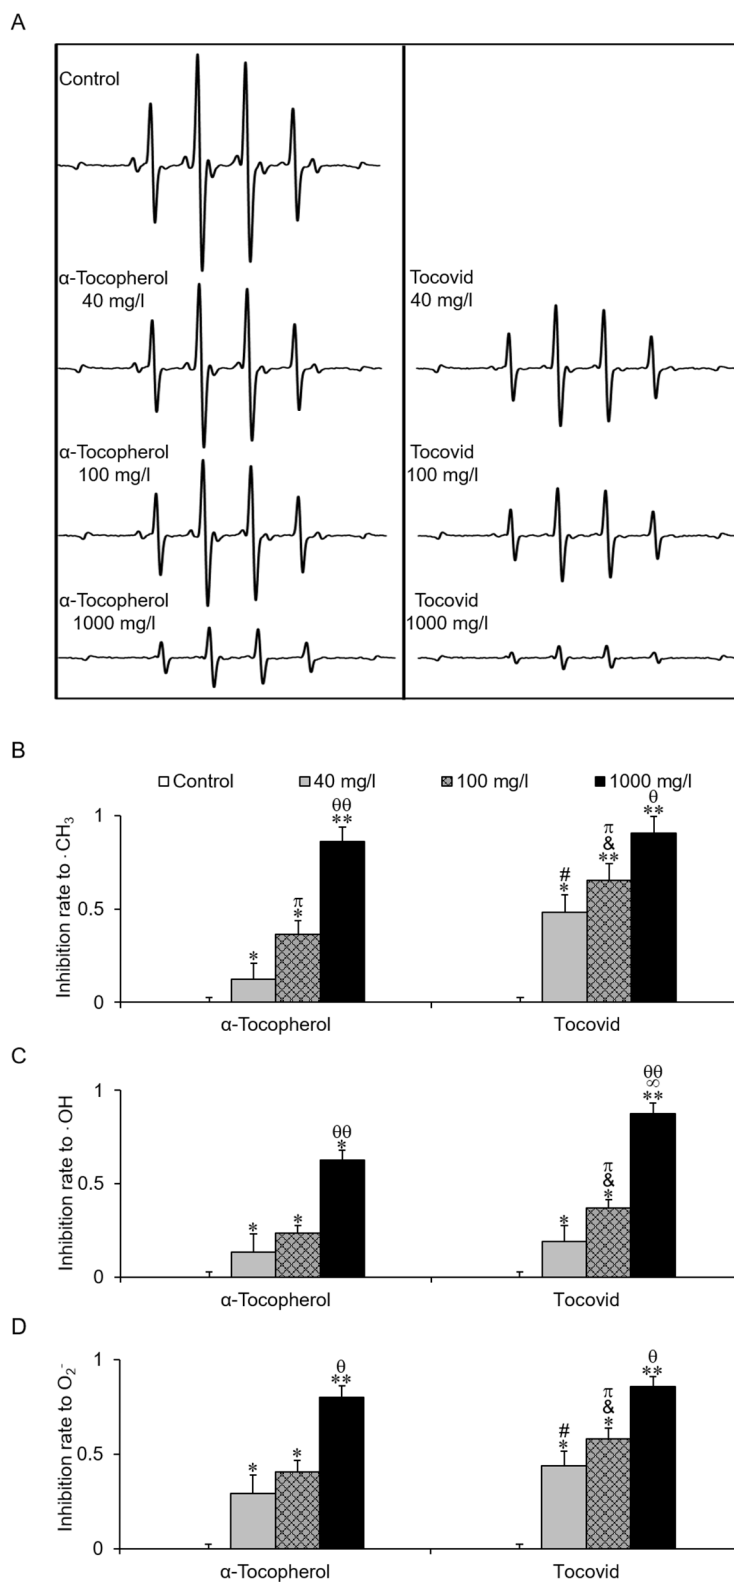 A
Control
α-Tocopherol
40 mg/l
Tocovid
40 mg/l
α-Tocopherol
100 mg/l
Tocovid
100 mg/l
α-Tocopherol
1000 mg/l
Tocovid
1000 mg/l
B
Control 40 mg/l 100 mg/l 1000 mg/l
Inhibition rate to ·CH₃
1
0.5
0
*
π
*
θθ
**
#
*
π
&
**
θ
**
α-Tocopherol Tocovid
C
Inhibition rate to ·OH
1
0.5
0
*
*
θθ
*
*
π
&
*
θθ
∞
**
α-Tocopherol Tocovid
D
Inhibition rate to O₂⁻
1
0.5
0
*
*
θ
**
#
*
π
&
*
θ
**
α-Tocopherol Tocovid